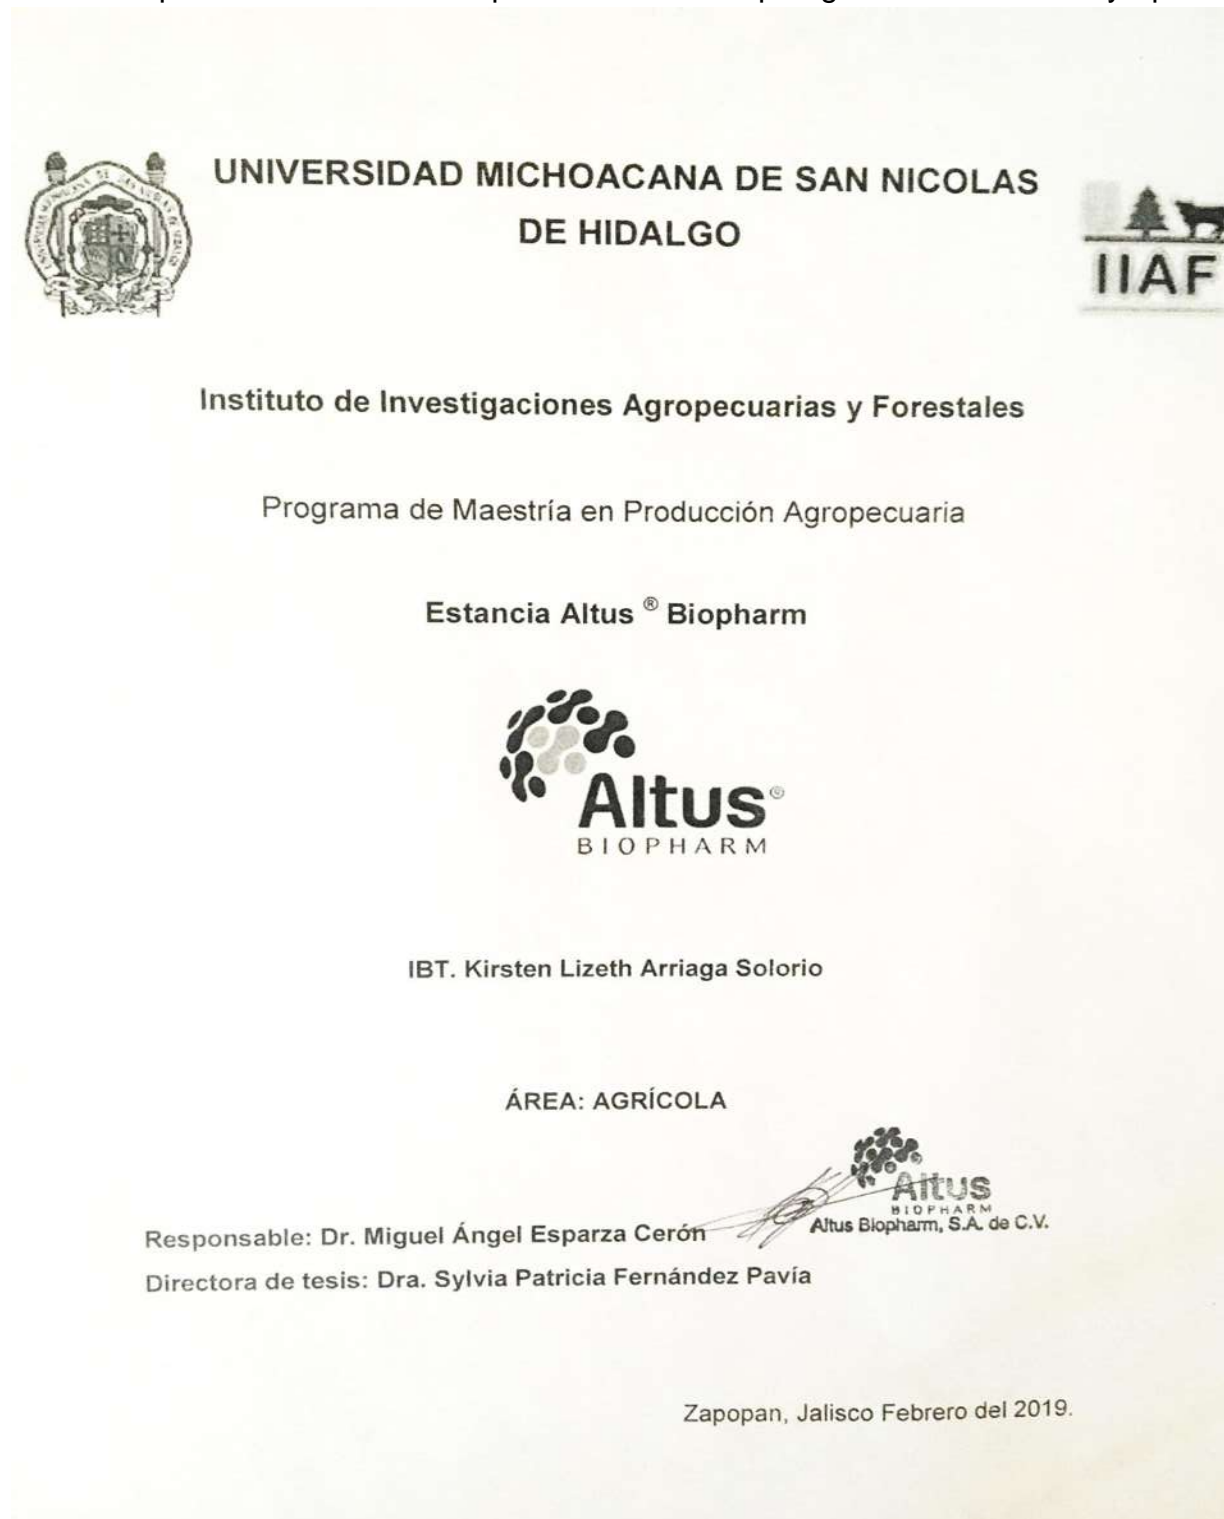 UNIVERSIDAD MICHOACANA DE SAN NICOLAS
DE HIDALGO
IIAF
Instituto de Investigaciones Agropecuarias y Forestales
Programa de Maestría en Producción Agropecuaria
Estancia Altus ® Biopharm
Altus®
BIOPHARM
IBT. Kirsten Lizeth Arriaga Solorio
ÁREA: AGRÍCOLA
Altus
BIOPHARM
Altus Biopharm, S.A. de C.V.
Responsable: Dr. Miguel Ángel Esparza Cerón
Directora de tesis: Dra. Sylvia Patricia Fernández Pavía
Zapopan, Jalisco Febrero del 2019.